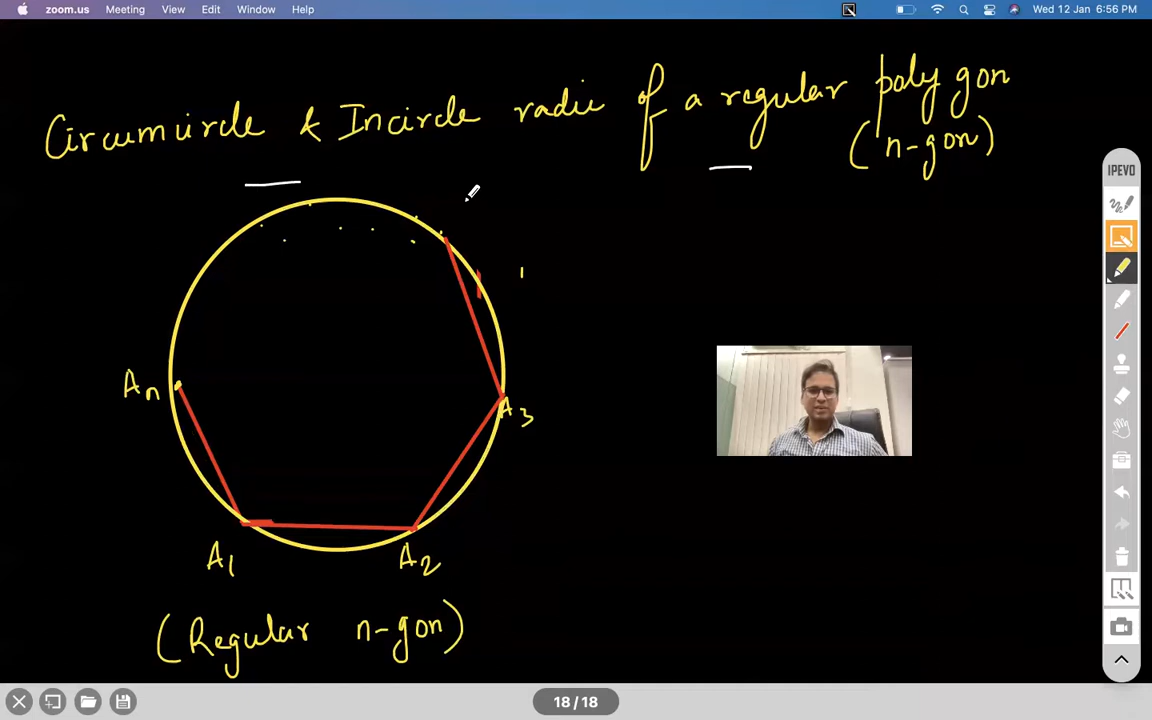 zoom.us Meeting View Edit Window Help Wed 12 Jan 6:56 PM
Circumcircle & Incircle radii of a regular polygon
(n-gon)
IPEVO
An
A3
A1
A2
(Regular n-gon)
18/18